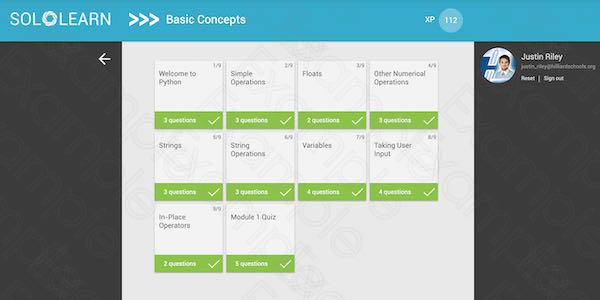 SOLOLEARN
Basic Concepts
XP 112
Justin Riley
justin_riley@hilliardschools.org
Reset | Sign out
1/9
Welcome to
Python
3 questions
2/9
Simple
Operations
3 questions
3/9
Floats
2 questions
4/9
Other Numerical
Operations
3 questions
5/9
Strings
3 questions
6/9
String
Operations
3 questions
7/9
Variables
4 questions
8/9
Taking User
Input
4 questions
9/9
In-Place
Operators
2 questions
Module 1 Quiz
5 questions